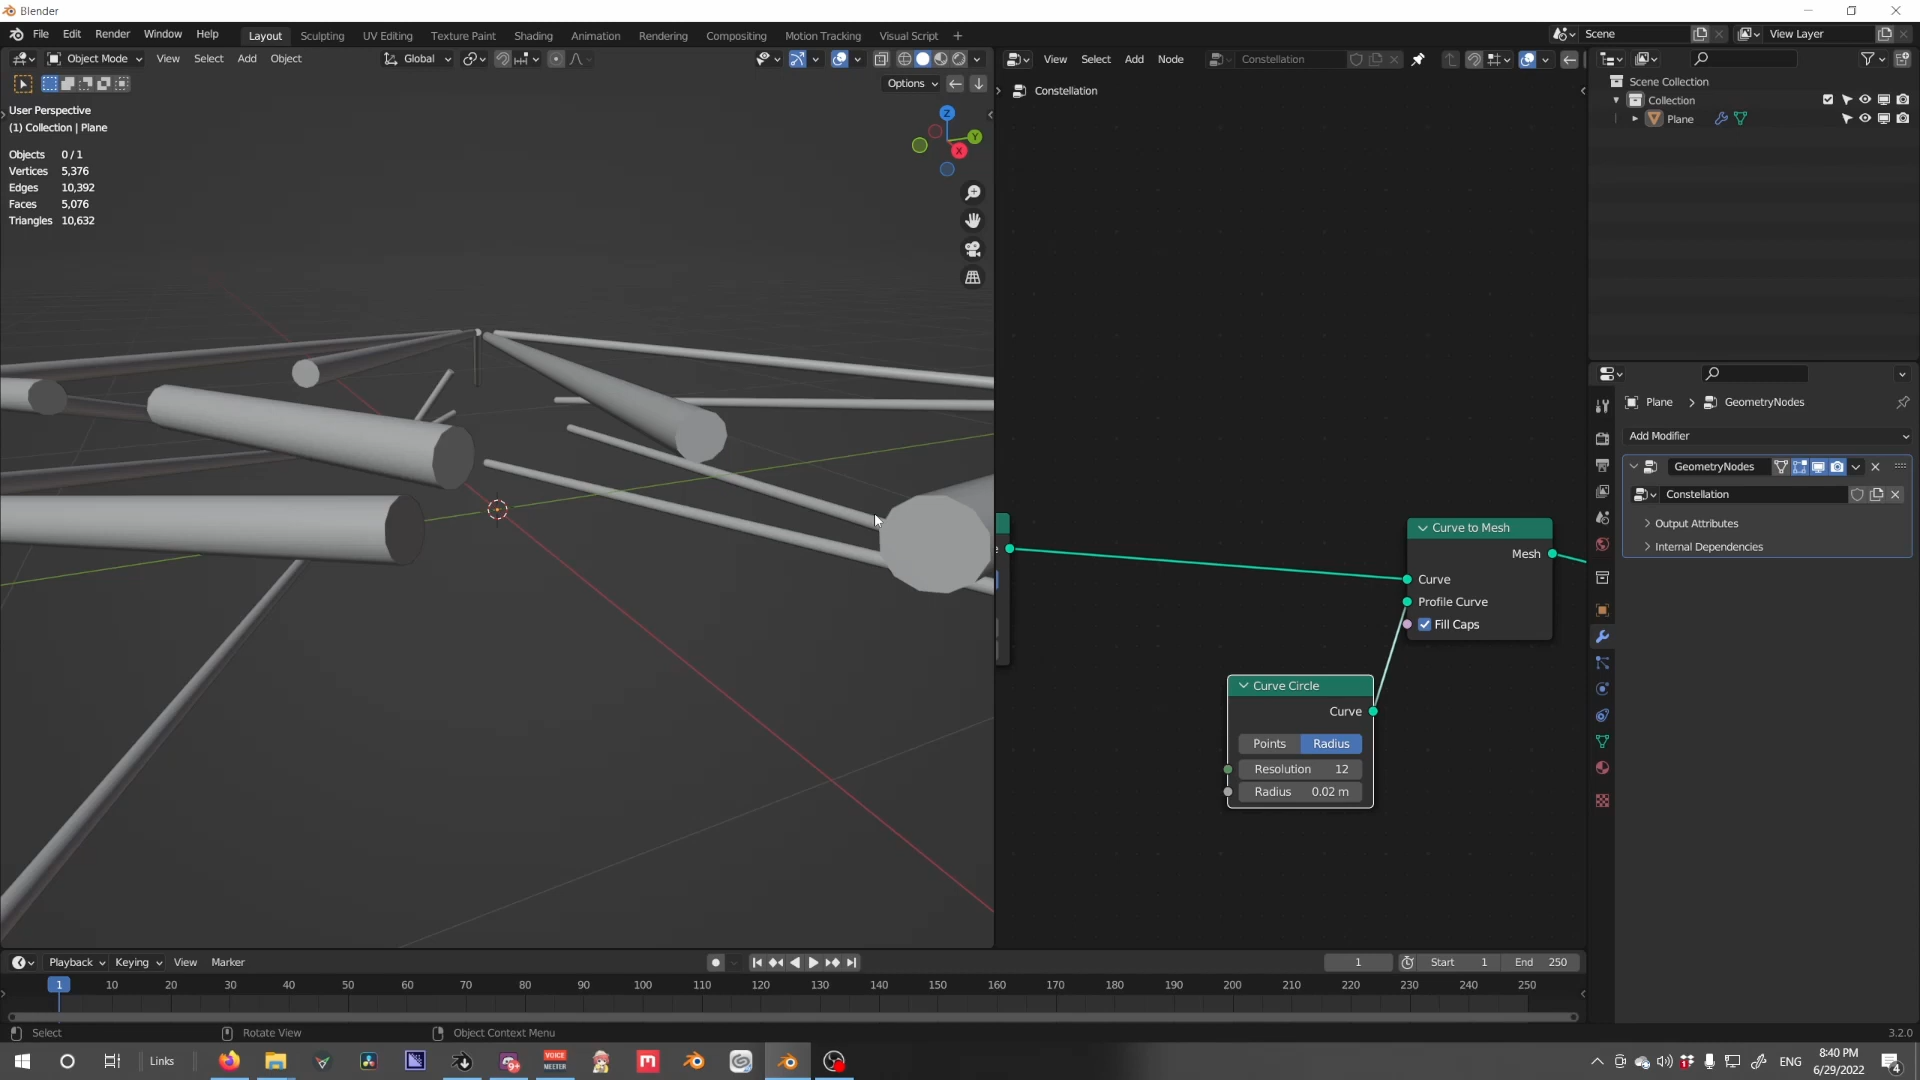 Blender
File Edit Render Window Help Layout Sculpting UV Editing Texture Paint Shading Animation Rendering Compositing Motion Tracking Visual Script + Scene View Layer
Object Mode View Select Add Object Global
View Select Add Node Constellation
Options
User Perspective
(1) Collection | Plane
Objects 0/1
Vertices 5,376
Edges 10,392
Faces 5,076
Triangles 10,632
Z
Y
X
Constellation
Curve to Mesh
Mesh
Curve
Profile Curve
Fill Caps
Curve Circle
Curve
Points Radius
Resolution 12
Radius 0.02 m
Scene Collection
Collection
Plane
Plane > GeometryNodes
Add Modifier
GeometryNodes
Constellation
Output Attributes
Internal Dependencies
Playback Keying View Marker 1 Start 1 End 250
1 10 20 30 40 50 60 70 80 90 100 110 120 130 140 150 160 170 180 190 200 210 220 230 240 250
Select Rotate View Object Context Menu 3.2.0
Links
VOICE
MEETER
9+
ENG
8:40 PM
6/29/2022
4